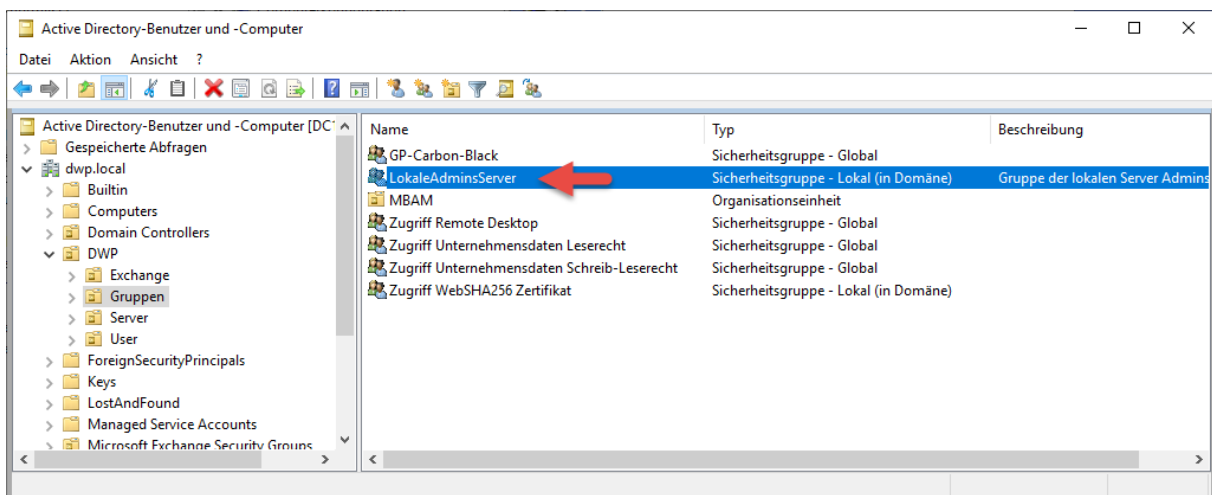 Active Directory-Benutzer und -Computer
Datei Aktion Ansicht ?
Active Directory-Benutzer und -Computer [DC1
Gespeicherte Abfragen
dwp.local
Builtin
Computers
Domain Controllers
DWP
Exchange
Gruppen
Server
User
ForeignSecurityPrincipals
Keys
LostAndFound
Managed Service Accounts
Microsoft Exchange Security Groups
Name Typ Beschreibung
GP-Carbon-Black Sicherheitsgruppe - Global
LokaleAdminsServer Sicherheitsgruppe - Lokal (in Domäne) Gruppe der lokalen Server Admins
MBAM Organisationseinheit
Zugriff Remote Desktop Sicherheitsgruppe - Global
Zugriff Unternehmensdaten Leserecht Sicherheitsgruppe - Global
Zugriff Unternehmensdaten Schreib-Leserecht Sicherheitsgruppe - Global
Zugriff WebSHA256 Zertifikat Sicherheitsgruppe - Lokal (in Domäne)